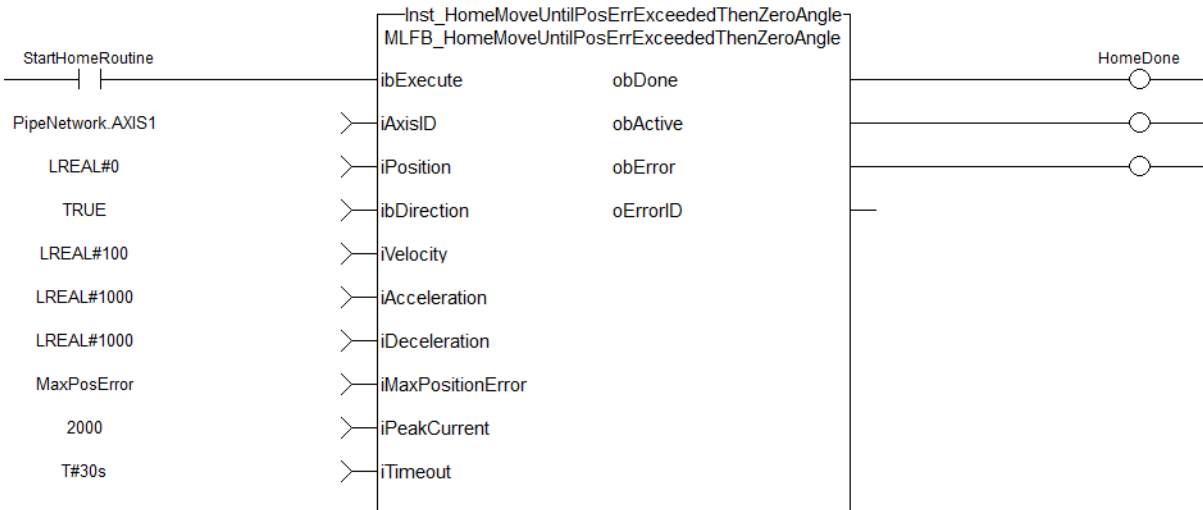 Inst_HomeMoveUntilPosErrExceededThenZeroAngle
MLFB_HomeMoveUntilPosErrExceededThenZeroAngle
StartHomeRoutine
HomeDone
ibExecute obDone
PipeNetwork.AXIS1 iAxisID obActive
LREAL#0 iPosition obError
TRUE ibDirection oErrorID
LREAL#100 iVelocity
LREAL#1000 iAcceleration
LREAL#1000 iDeceleration
MaxPosError iMaxPositionError
2000 iPeakCurrent
T#30s iTimeout